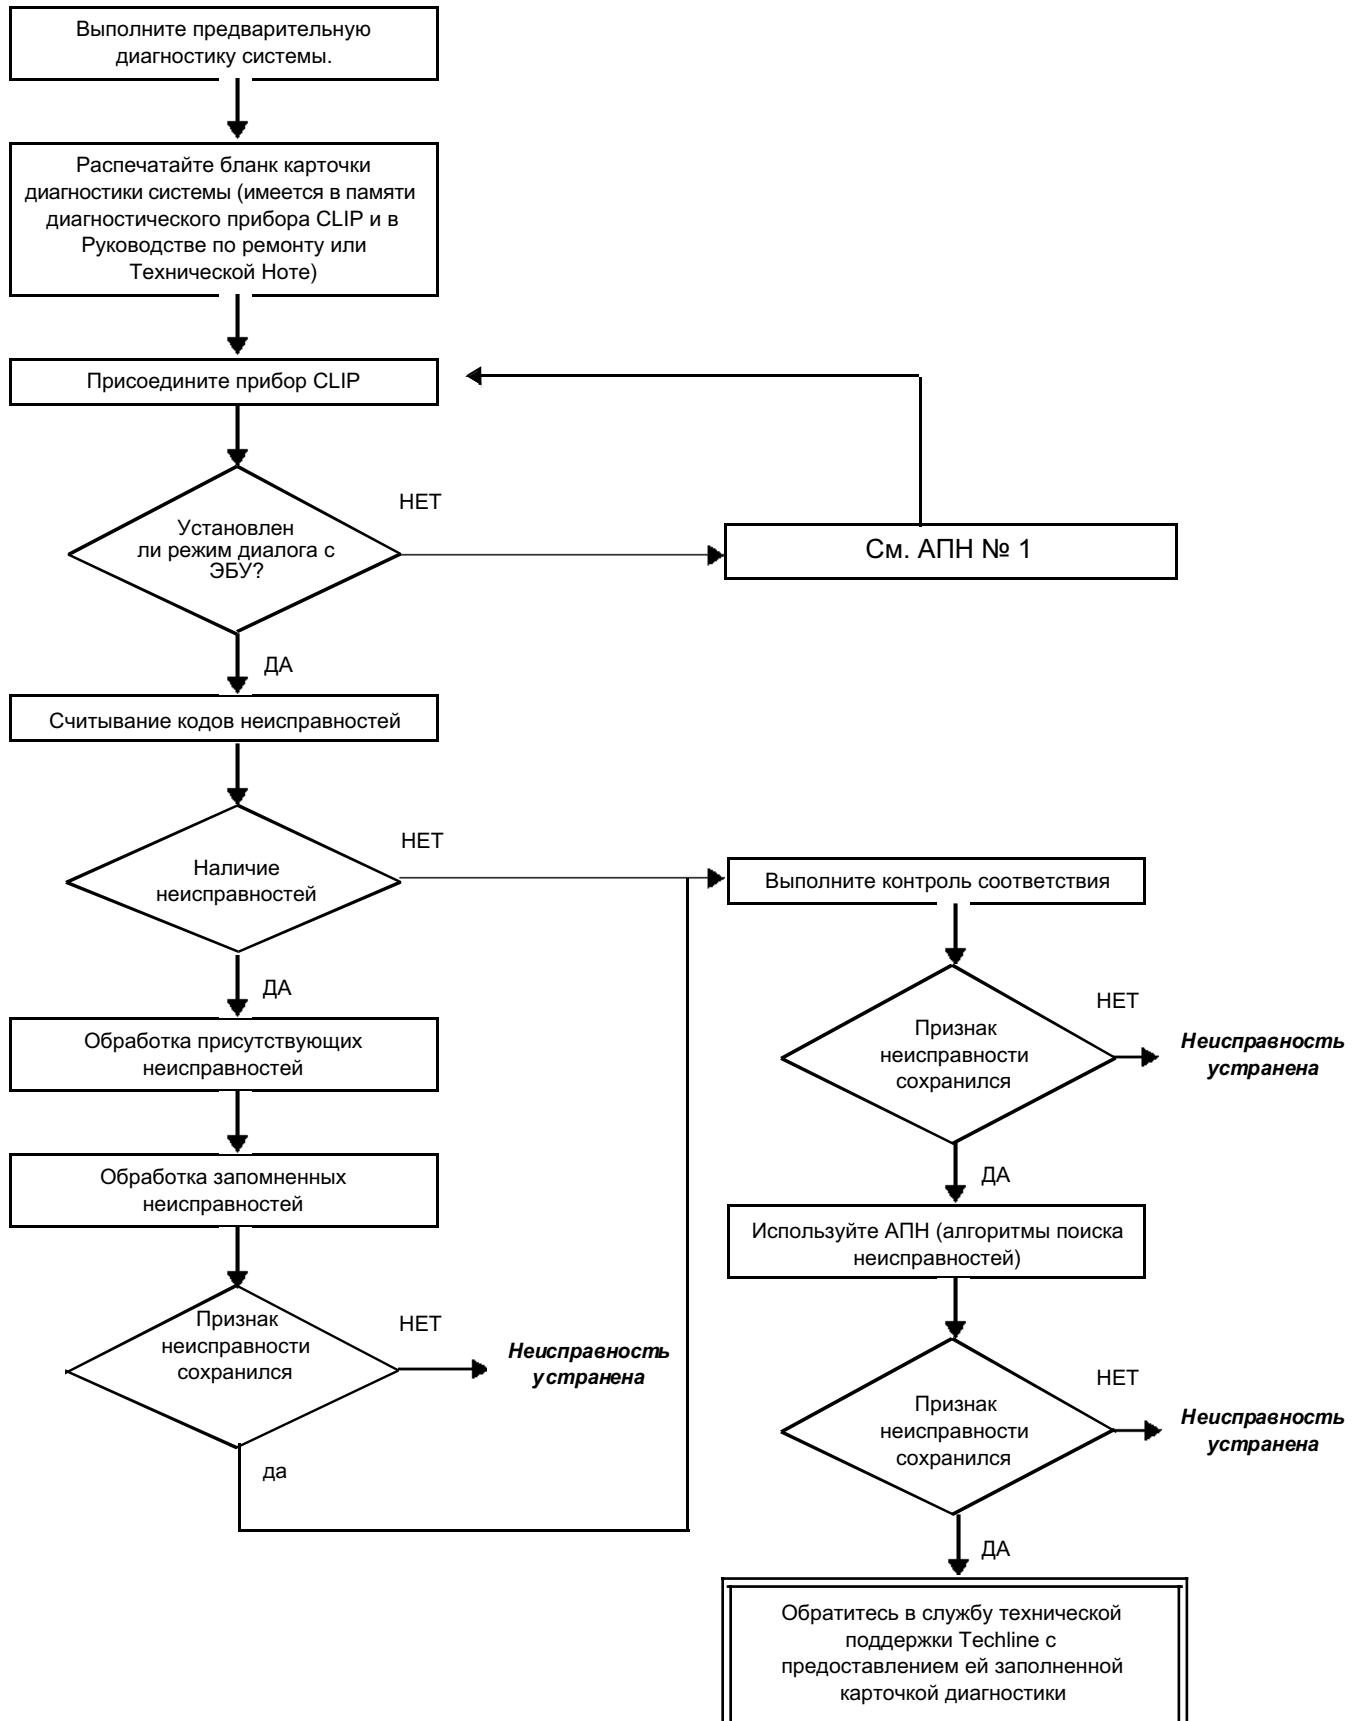 Выполните предварительную
диагностику системы.
Распечатайте бланк карточки
диагностики системы (имеется в памяти
диагностического прибора CLIP и в
Руководстве по ремонту или
Технической Ноте)
Присоедините прибор CLIP
НЕТ
Установлен
ли режим диалога с
ЭБУ?
См. АПН № 1
ДА
Считывание кодов неисправностей
НЕТ
Наличие
неисправностей
ДА
Обработка присутствующих
неисправностей
Обработка запомненных
неисправностей
Признак
неисправности
сохранился
НЕТ
Неисправность
устранена
да
Выполните контроль соответствия
НЕТ
Признак
неисправности
сохранился
Неисправность
устранена
ДА
Используйте АПН (алгоритмы поиска
неисправностей)
НЕТ
Признак
неисправности
сохранился
Неисправность
устранена
ДА
Обратитесь в службу технической
поддержки Techline с
предоставлением ей заполненной
карточкой диагностики